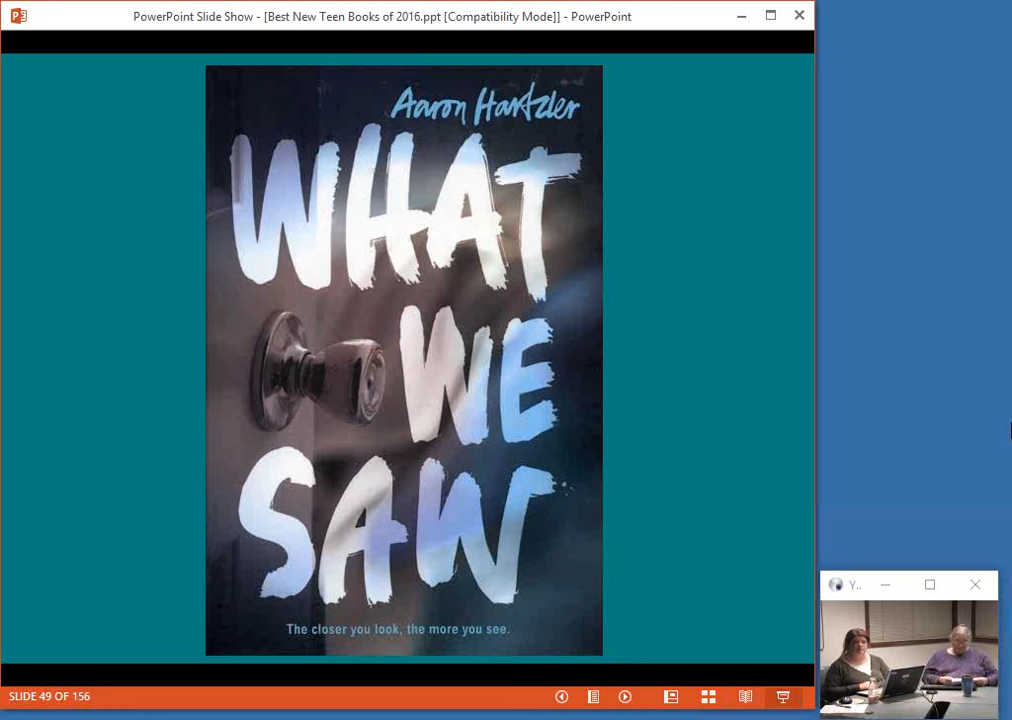 PowerPoint Slide Show - [Best New Teen Books of 2016.ppt [Compatibility Mode]] - PowerPoint
Aaron Hartzler
WHAT
WE
SAW
The closer you look, the more you see.
Y..
SLIDE 49 OF 156